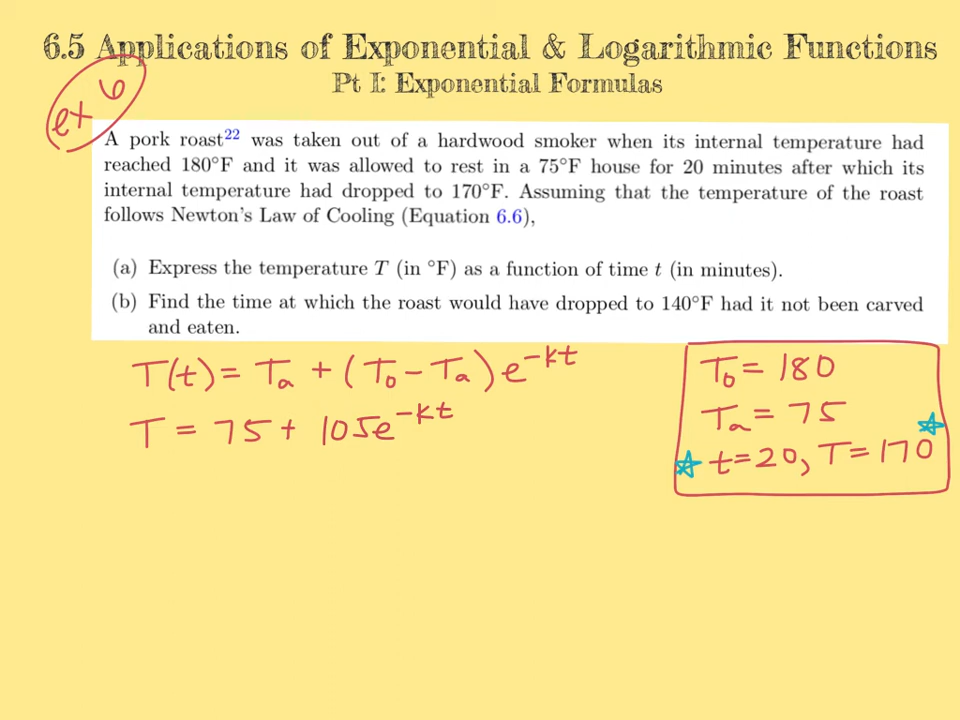 6.5 Applications of Exponential & Logarithmic Functions
Pt I: Exponential Formulas
ex 6
A pork roast²² was taken out of a hardwood smoker when its internal temperature had
reached 180°F and it was allowed to rest in a 75°F house for 20 minutes after which its
internal temperature had dropped to 170°F. Assuming that the temperature of the roast
follows Newton's Law of Cooling (Equation 6.6),
(a) Express the temperature T (in °F) as a function of time t (in minutes).
(b) Find the time at which the roast would have dropped to 140°F had it not been carved
and eaten.
T(t) = Tₐ + (T₀ - Tₐ) e^-kt
T = 75 + 105e^-kt
T₀ = 180
Tₐ = 75
t=20, T=170